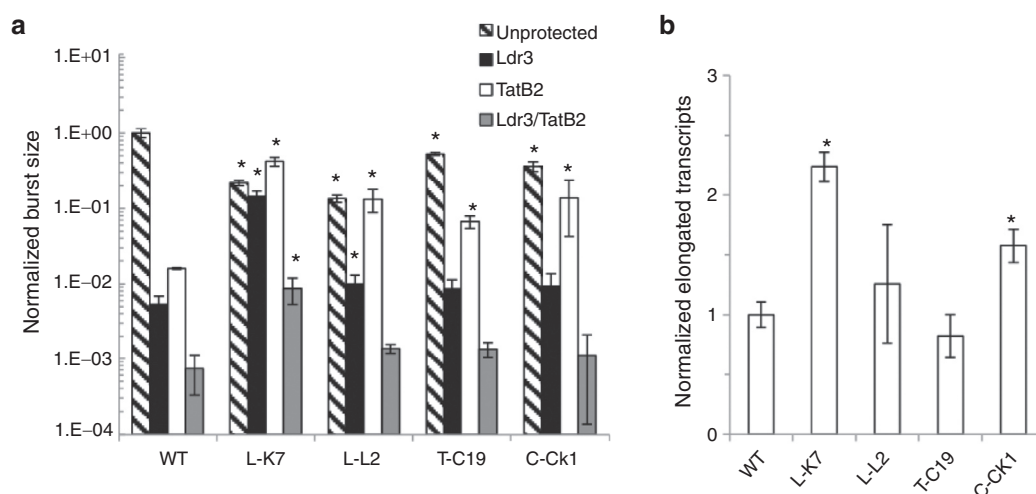 a
Unprotected
Ldr3
TatB2
Ldr3/TatB2
Normalized burst size
1.E+01
1.E+00
1.E−01
1.E−02
1.E−03
1.E−04
* * * *
* * *
* *
* *
WT
L-K7
L-L2
T-C19
C-Ck1
b
Normalized elongated transcripts
3
2
1
0
*
*
WT
L-K7
L-L2
T-C19
C-CK1